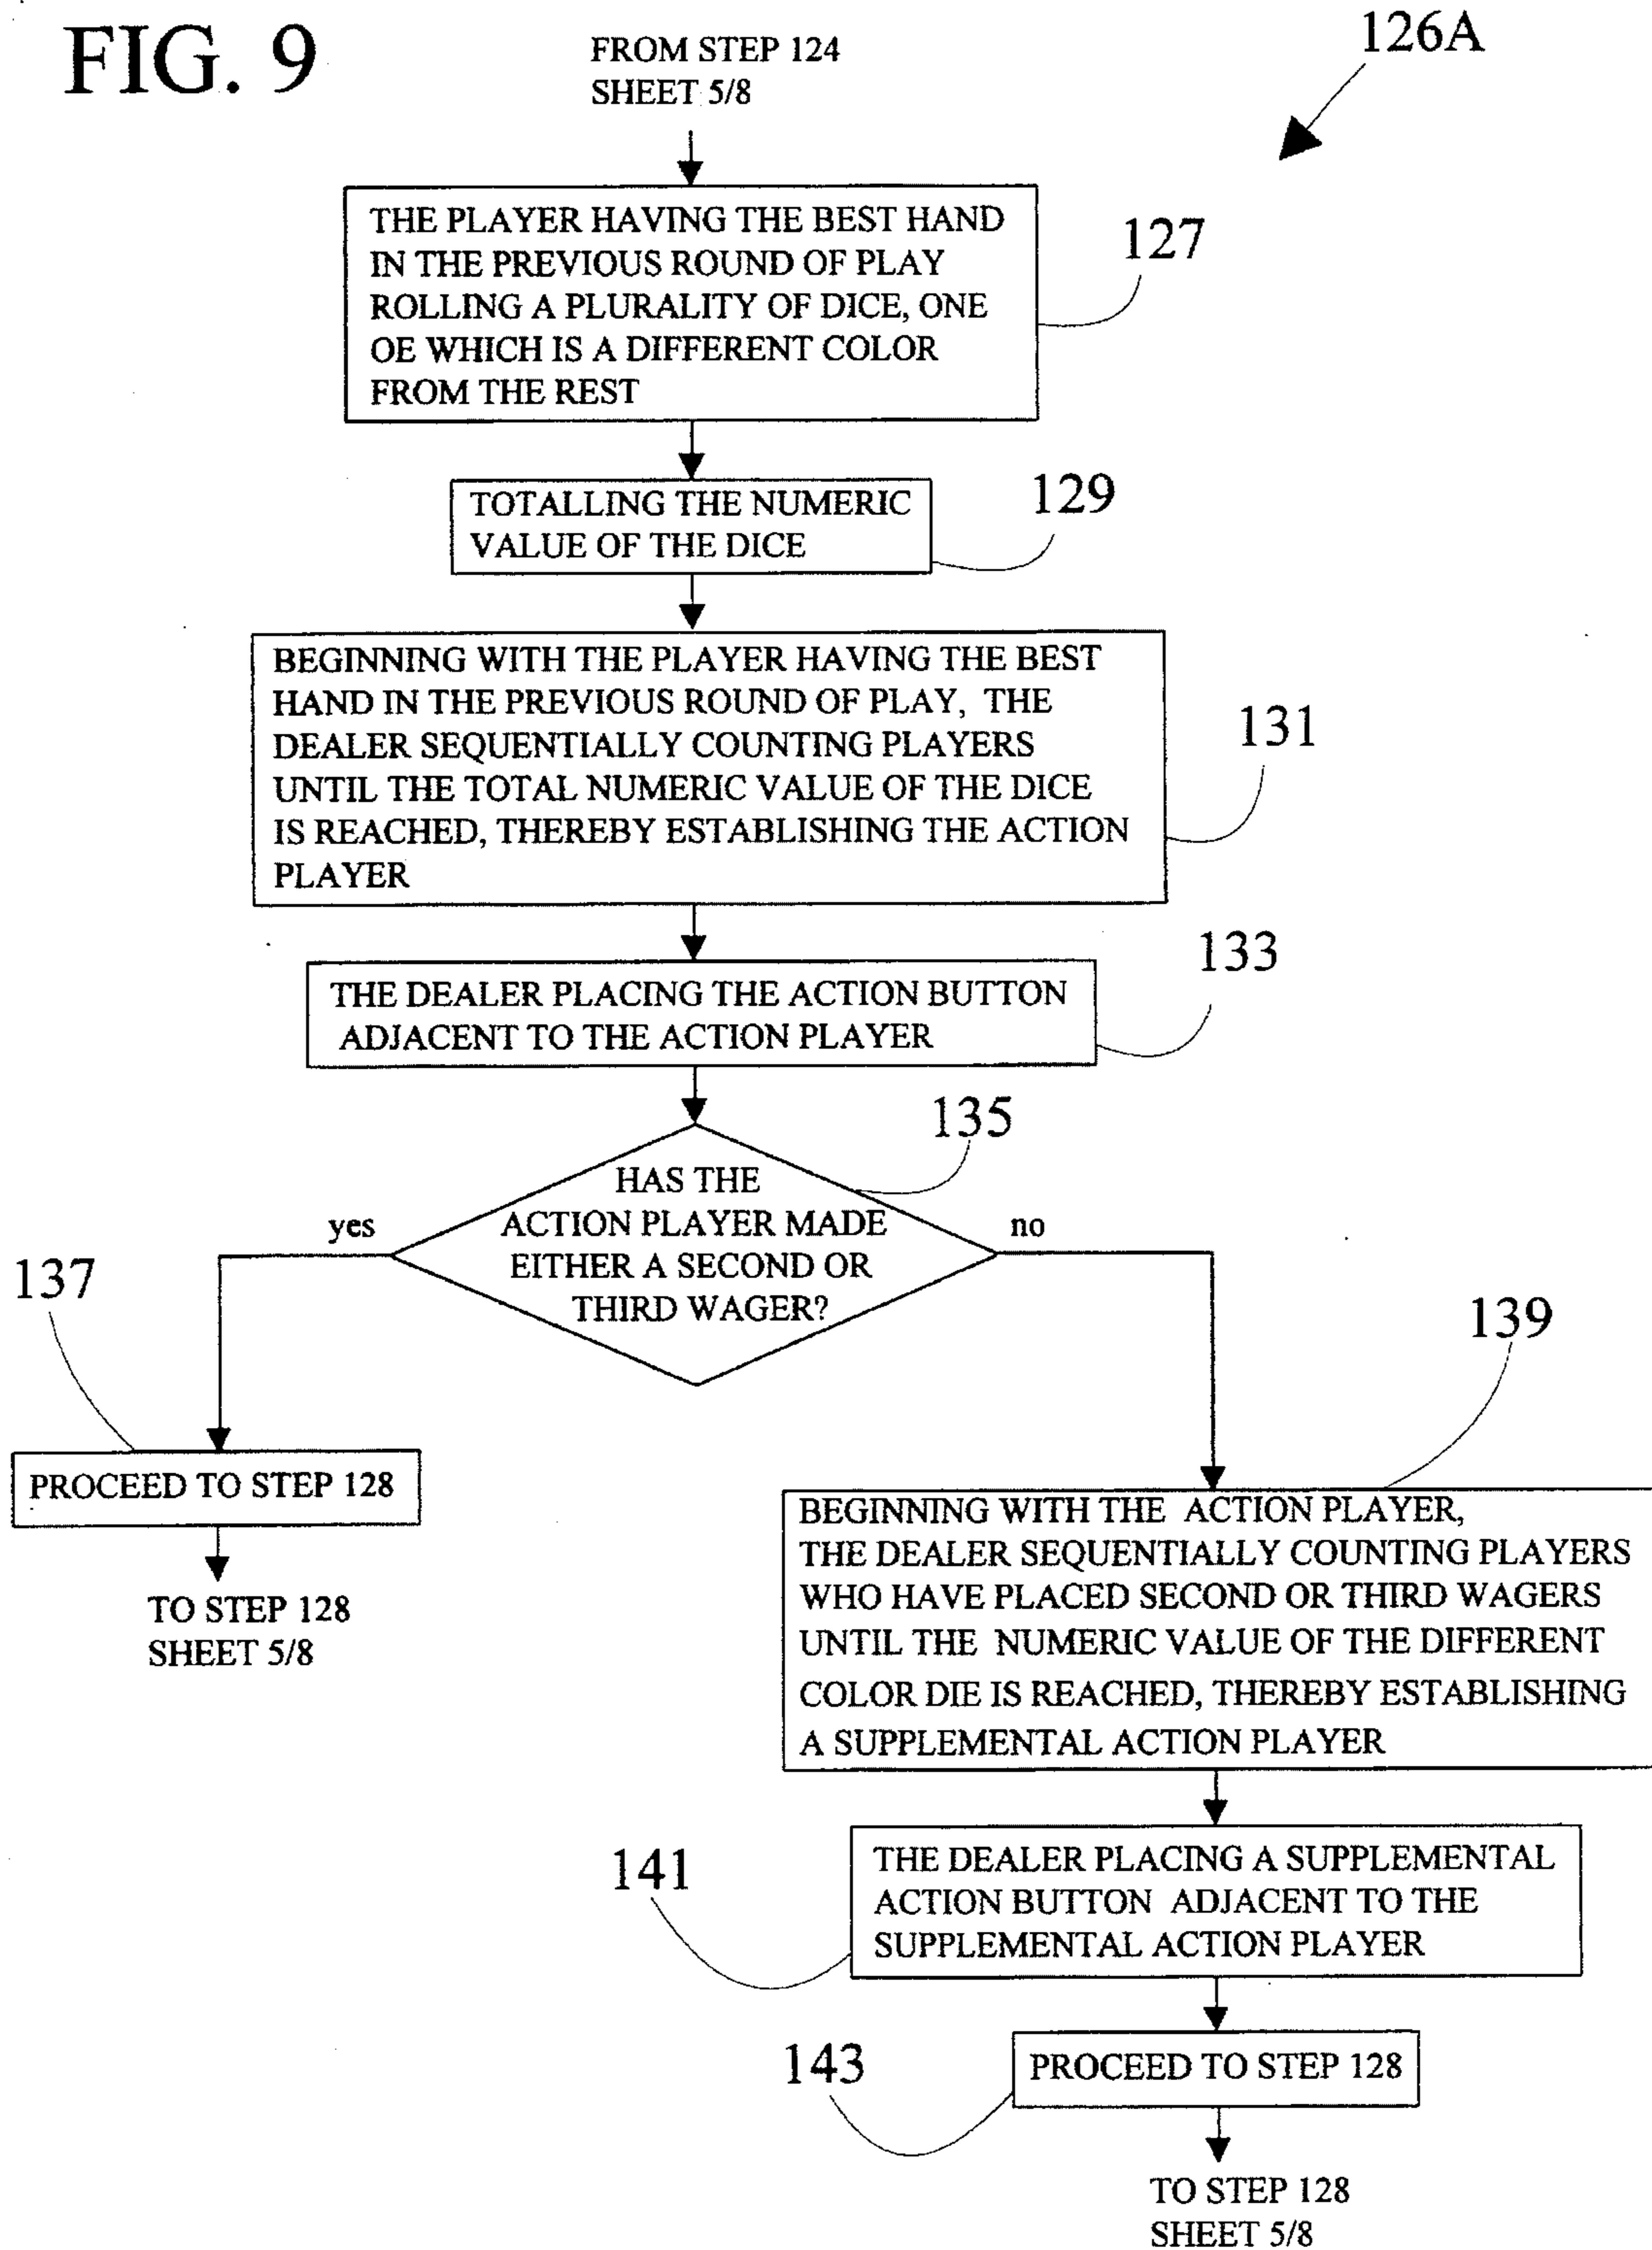 FIG. 9
FROM STEP 124
SHEET 5/8
126A
THE PLAYER HAVING THE BEST HAND
IN THE PREVIOUS ROUND OF PLAY
ROLLING A PLURALITY OF DICE, ONE
OE WHICH IS A DIFFERENT COLOR
FROM THE REST
127
TOTALLING THE NUMERIC
VALUE OF THE DICE
129
BEGINNING WITH THE PLAYER HAVING THE BEST
HAND IN THE PREVIOUS ROUND OF PLAY, THE
DEALER SEQUENTIALLY COUNTING PLAYERS
UNTIL THE TOTAL NUMERIC VALUE OF THE DICE
IS REACHED, THEREBY ESTABLISHING THE ACTION
PLAYER
131
THE DEALER PLACING THE ACTION BUTTON
ADJACENT TO THE ACTION PLAYER
133
HAS THE
ACTION PLAYER MADE
EITHER A SECOND OR
THIRD WAGER?
135
yes
no
137
PROCEED TO STEP 128
TO STEP 128
SHEET 5/8
139
BEGINNING WITH THE ACTION PLAYER,
THE DEALER SEQUENTIALLY COUNTING PLAYERS
WHO HAVE PLACED SECOND OR THIRD WAGERS
UNTIL THE NUMERIC VALUE OF THE DIFFERENT
COLOR DIE IS REACHED, THEREBY ESTABLISHING
A SUPPLEMENTAL ACTION PLAYER
141
THE DEALER PLACING A SUPPLEMENTAL
ACTION BUTTON ADJACENT TO THE
SUPPLEMENTAL ACTION PLAYER
143
PROCEED TO STEP 128
TO STEP 128
SHEET 5/8